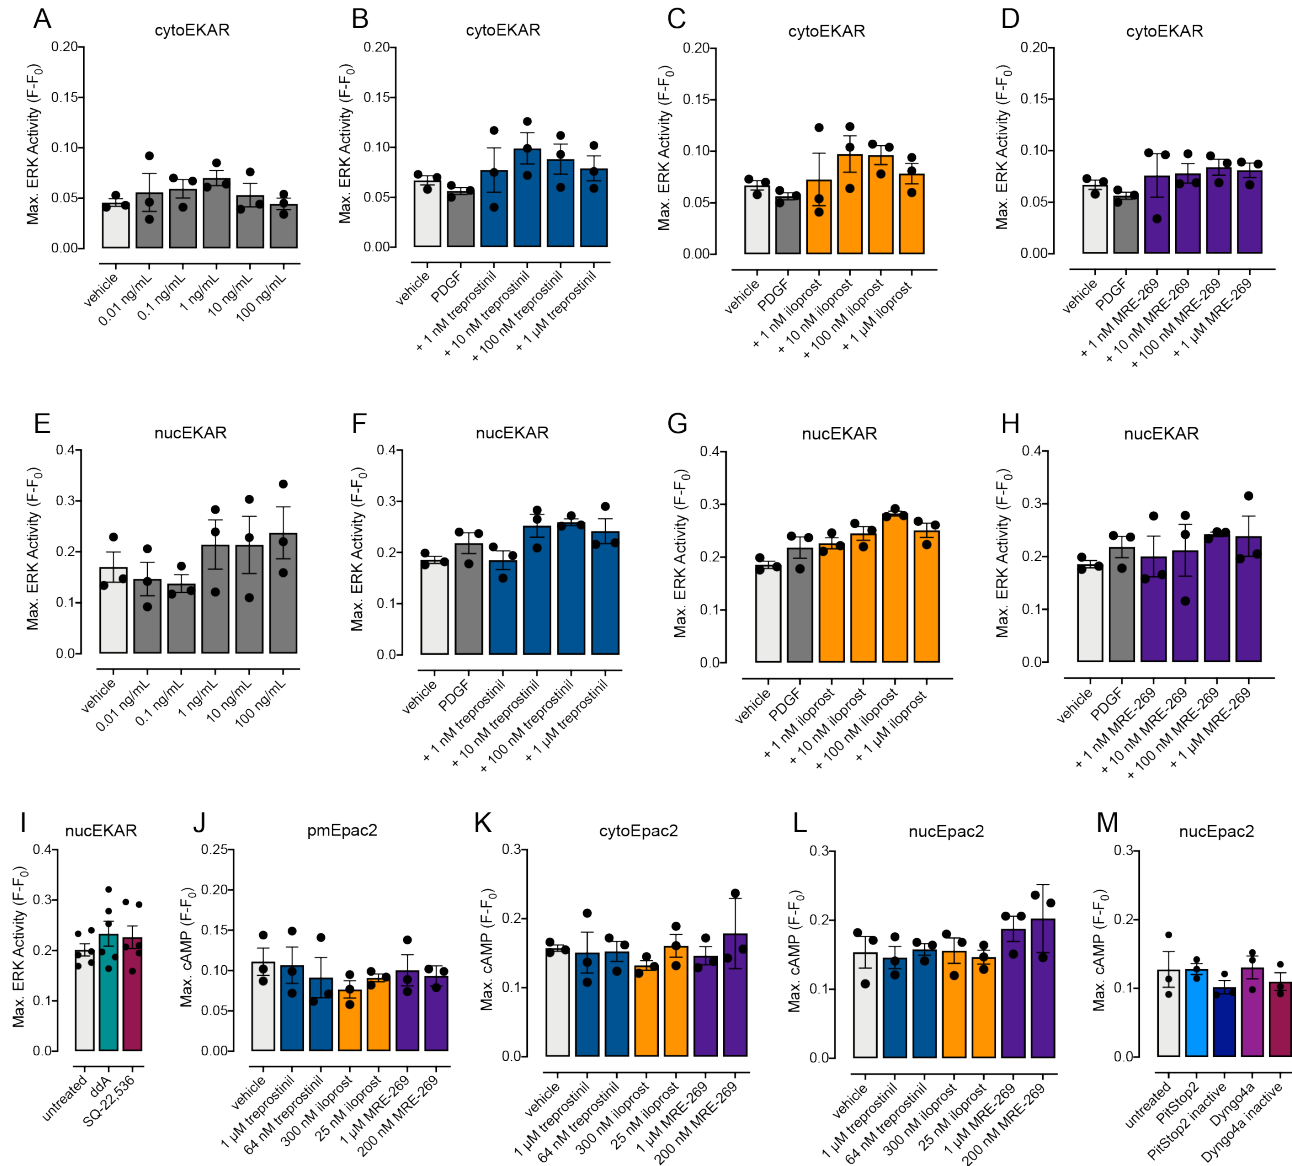 A
cytoEKAR
Max. ERK Activity (F-F0)
0.20
0.15
0.10
0.05
0.00
vehicle
0.01 ng/mL
0.1 ng/mL
1 ng/mL
10 ng/mL
100 ng/mL
B
cytoEKAR
Max. ERK Activity (F-F0)
0.20
0.15
0.10
0.05
0.00
vehicle
PDGF
+ 1 nM treprostinil
+ 10 nM treprostinil
+ 100 nM treprostinil
+ 1 µM treprostinil
C
cytoEKAR
Max. ERK Activity (F-F0)
0.20
0.15
0.10
0.05
0.00
vehicle
PDGF
+ 1 nM iloprost
+ 10 nM iloprost
+ 100 nM iloprost
+ 1 µM iloprost
D
cytoEKAR
Max. ERK Activity (F-F0)
0.20
0.15
0.10
0.05
0.00
vehicle
PDGF
+ 1 nM MRE-269
+ 10 nM MRE-269
+ 100 nM MRE-269
+ 1 µM MRE-269
E
nucEKAR
Max. ERK Activity (F-F0)
0.4
0.3
0.2
0.1
0.0
vehicle
0.01 ng/mL
0.1 ng/mL
1 ng/mL
10 ng/mL
100 ng/mL
F
nucEKAR
Max. ERK Activity (F-F0)
0.4
0.3
0.2
0.1
0.0
vehicle
PDGF
+ 1 nM treprostinil
+ 10 nM treprostinil
+ 100 nM treprostinil
+ 1 µM treprostinil
G
nucEKAR
Max. ERK Activity (F-F0)
0.4
0.3
0.2
0.1
0.0
vehicle
PDGF
+ 1 nM iloprost
+ 10 nM iloprost
+ 100 nM iloprost
+ 1 µM iloprost
H
nucEKAR
Max. ERK Activity (F-F0)
0.4
0.3
0.2
0.1
0.0
vehicle
PDGF
+ 1 nM MRE-269
+ 10 nM MRE-269
+ 100 nM MRE-269
+ 1 µM MRE-269
I
nucEKAR
Max. ERK Activity (F-F0)
0.4
0.3
0.2
0.1
0.0
untreated
ddA
SQ-22,536
J
pmEpac2
Max. cAMP (F-F0)
0.25
0.20
0.15
0.10
0.05
0.00
vehicle
1 µM treprostinil
64 nM treprostinil
300 nM iloprost
25 nM iloprost
1 µM MRE-269
200 nM MRE-269
K
cytoEpac2
Max. cAMP (F-F0)
0.3
0.2
0.1
0.0
vehicle
1 µM treprostinil
64 nM treprostinil
300 nM iloprost
25 nM iloprost
1 µM MRE-269
200 nM MRE-269
L
nucEpac2
Max. cAMP (F-F0)
0.3
0.2
0.1
0.0
vehicle
1 µM treprostinil
64 nM treprostinil
300 nM iloprost
25 nM iloprost
1 µM MRE-269
200 nM MRE-269
M
nucEpac2
Max. cAMP (F-F0)
0.3
0.2
0.1
0.0
untreated
PitStop2
PitStop2 inactive
Dyngo4a
Dyngo4a inactive